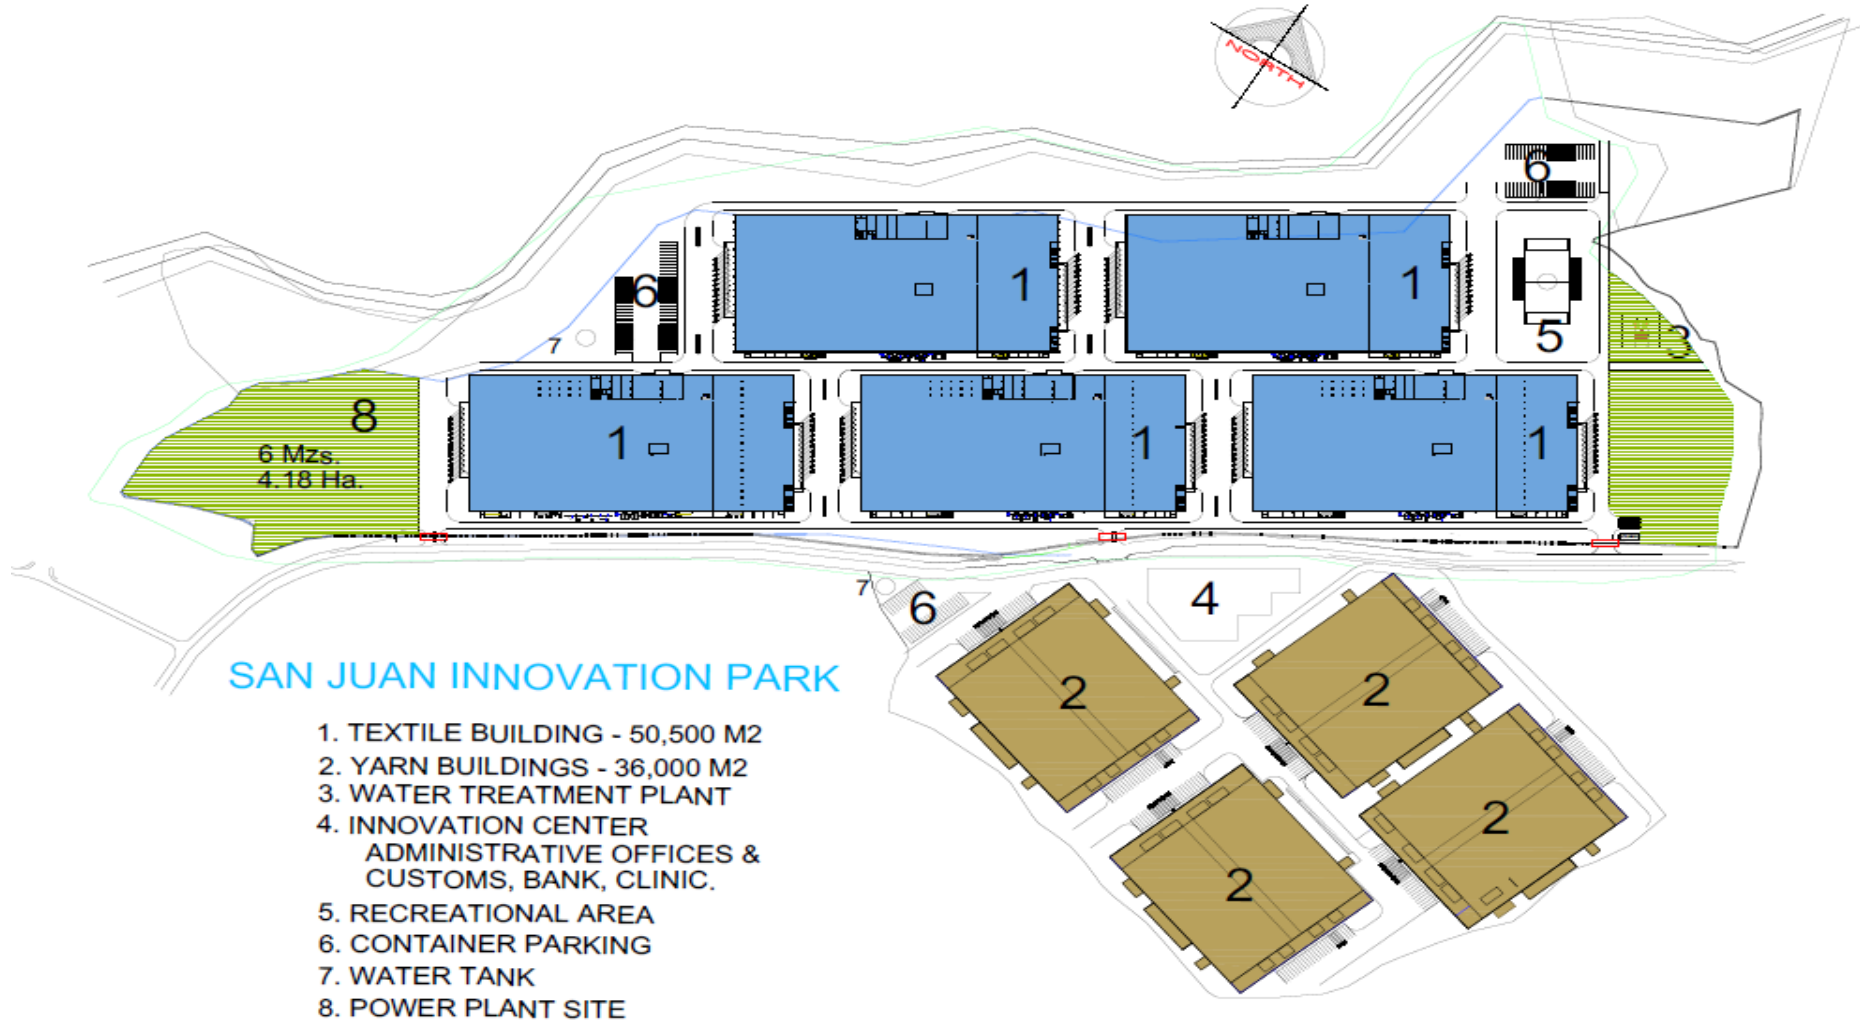 NORTH
6
1
1
6
5
3
7
8
1
1
1
6 Mzs.
4.18 Ha.
7
6
4
2
2
2
2
SAN JUAN INNOVATION PARK
1. TEXTILE BUILDING - 50,500 M2
2. YARN BUILDINGS - 36,000 M2
3. WATER TREATMENT PLANT
4. INNOVATION CENTER
ADMINISTRATIVE OFFICES &
CUSTOMS, BANK, CLINIC.
5. RECREATIONAL AREA
6. CONTAINER PARKING
7. WATER TANK
8. POWER PLANT SITE